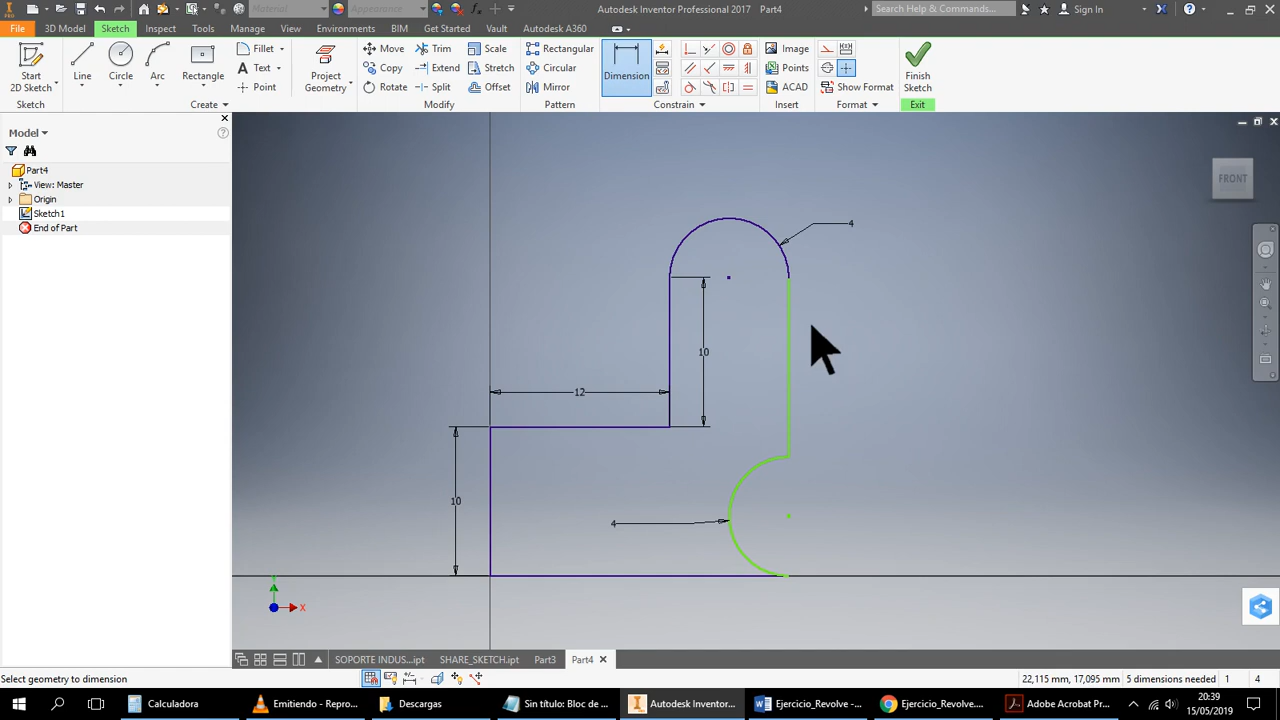 Material
Appearance
Autodesk Inventor Professional 2017 Part4
Search Help & Commands...
Sign In
File 3D Model Sketch Inspect Tools Manage View Environments BIM Get Started Vault Autodesk A360
Start
2D Sketch
Line
Circle
Arc
Rectangle
Fillet
Text
Point
Project
Geometry
Move
Copy
Rotate
Trim
Extend
Split
Scale
Stretch
Offset
Rectangular
Circular
Mirror
Dimension
Image
Points
ACAD
Show Format
Finish
Sketch
Sketch Create Modify Pattern Constrain Insert Format Exit
Model
Part4
View: Master
Origin
Sketch1
End of Part
FRONT
4
10
12
10
4
X
SOPORTE INDUS...ipt SHARE_SKETCH.ipt Part3 Part4
Select geometry to dimension
22,115 mm, 17,095 mm 5 dimensions needed 1 4
Calculadora
Emitiendo - Repro...
Descargas
Sin título: Bloc de ...
Autodesk Inventor...
Ejercicio_Revolve -...
Ejercicio_Revolve....
Adobe Acrobat Pro...
20:39
15/05/2019